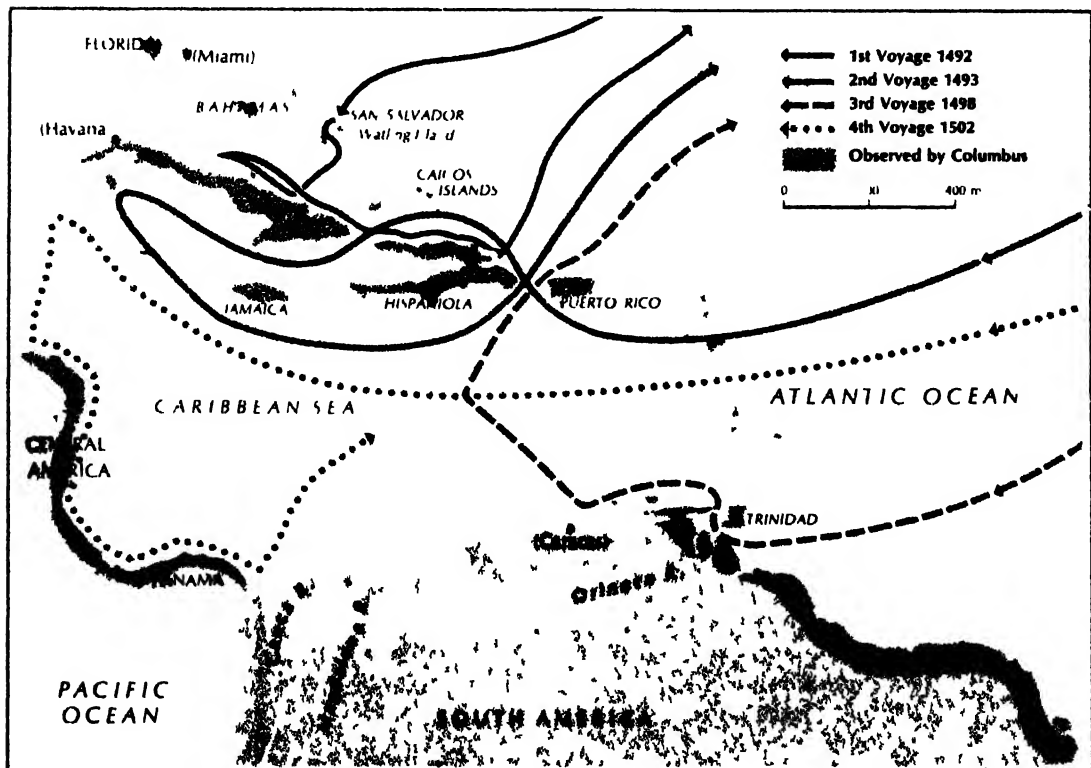 FLORIDA
(Miami)
BAHAMAS
SAN SALVADOR
Watling Island
(Havana
CAICOS
ISLANDS
JAMAICA
HISPANIOLA
PUERTO RICO
1st Voyage 1492
2nd Voyage 1493
3rd Voyage 1498
4th Voyage 1502
Observed by Columbus
0
400 m
CARIBBEAN SEA
ATLANTIC OCEAN
CENTRAL
AMERICA
PANAMA
(Caracas)
TRINIDAD
Orinoco R.
PACIFIC
OCEAN
SOUTH AMERICA